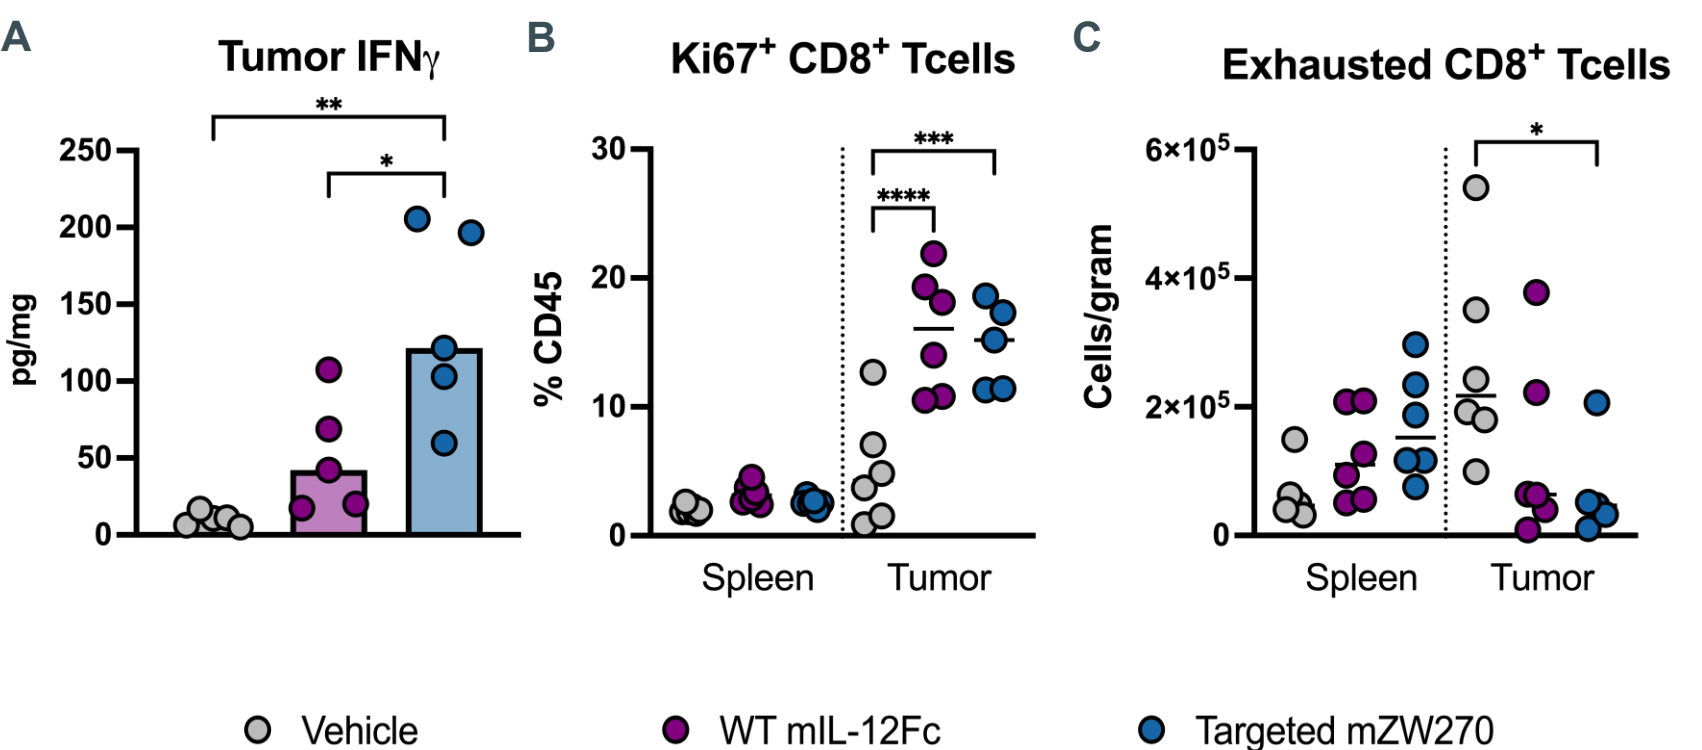 A
Tumor IFNγ
**
*
250
200
150
100
50
0
pg/mg
B
Ki67⁺ CD8⁺ Tcells
***
****
30
20
10
0
% CD45
Spleen
Tumor
C
Exhausted CD8⁺ Tcells
*
6×10⁵
4×10⁵
2×10⁵
0
Cells/gram
Spleen
Tumor
Vehicle
WT mIL-12Fc
Targeted mZW270